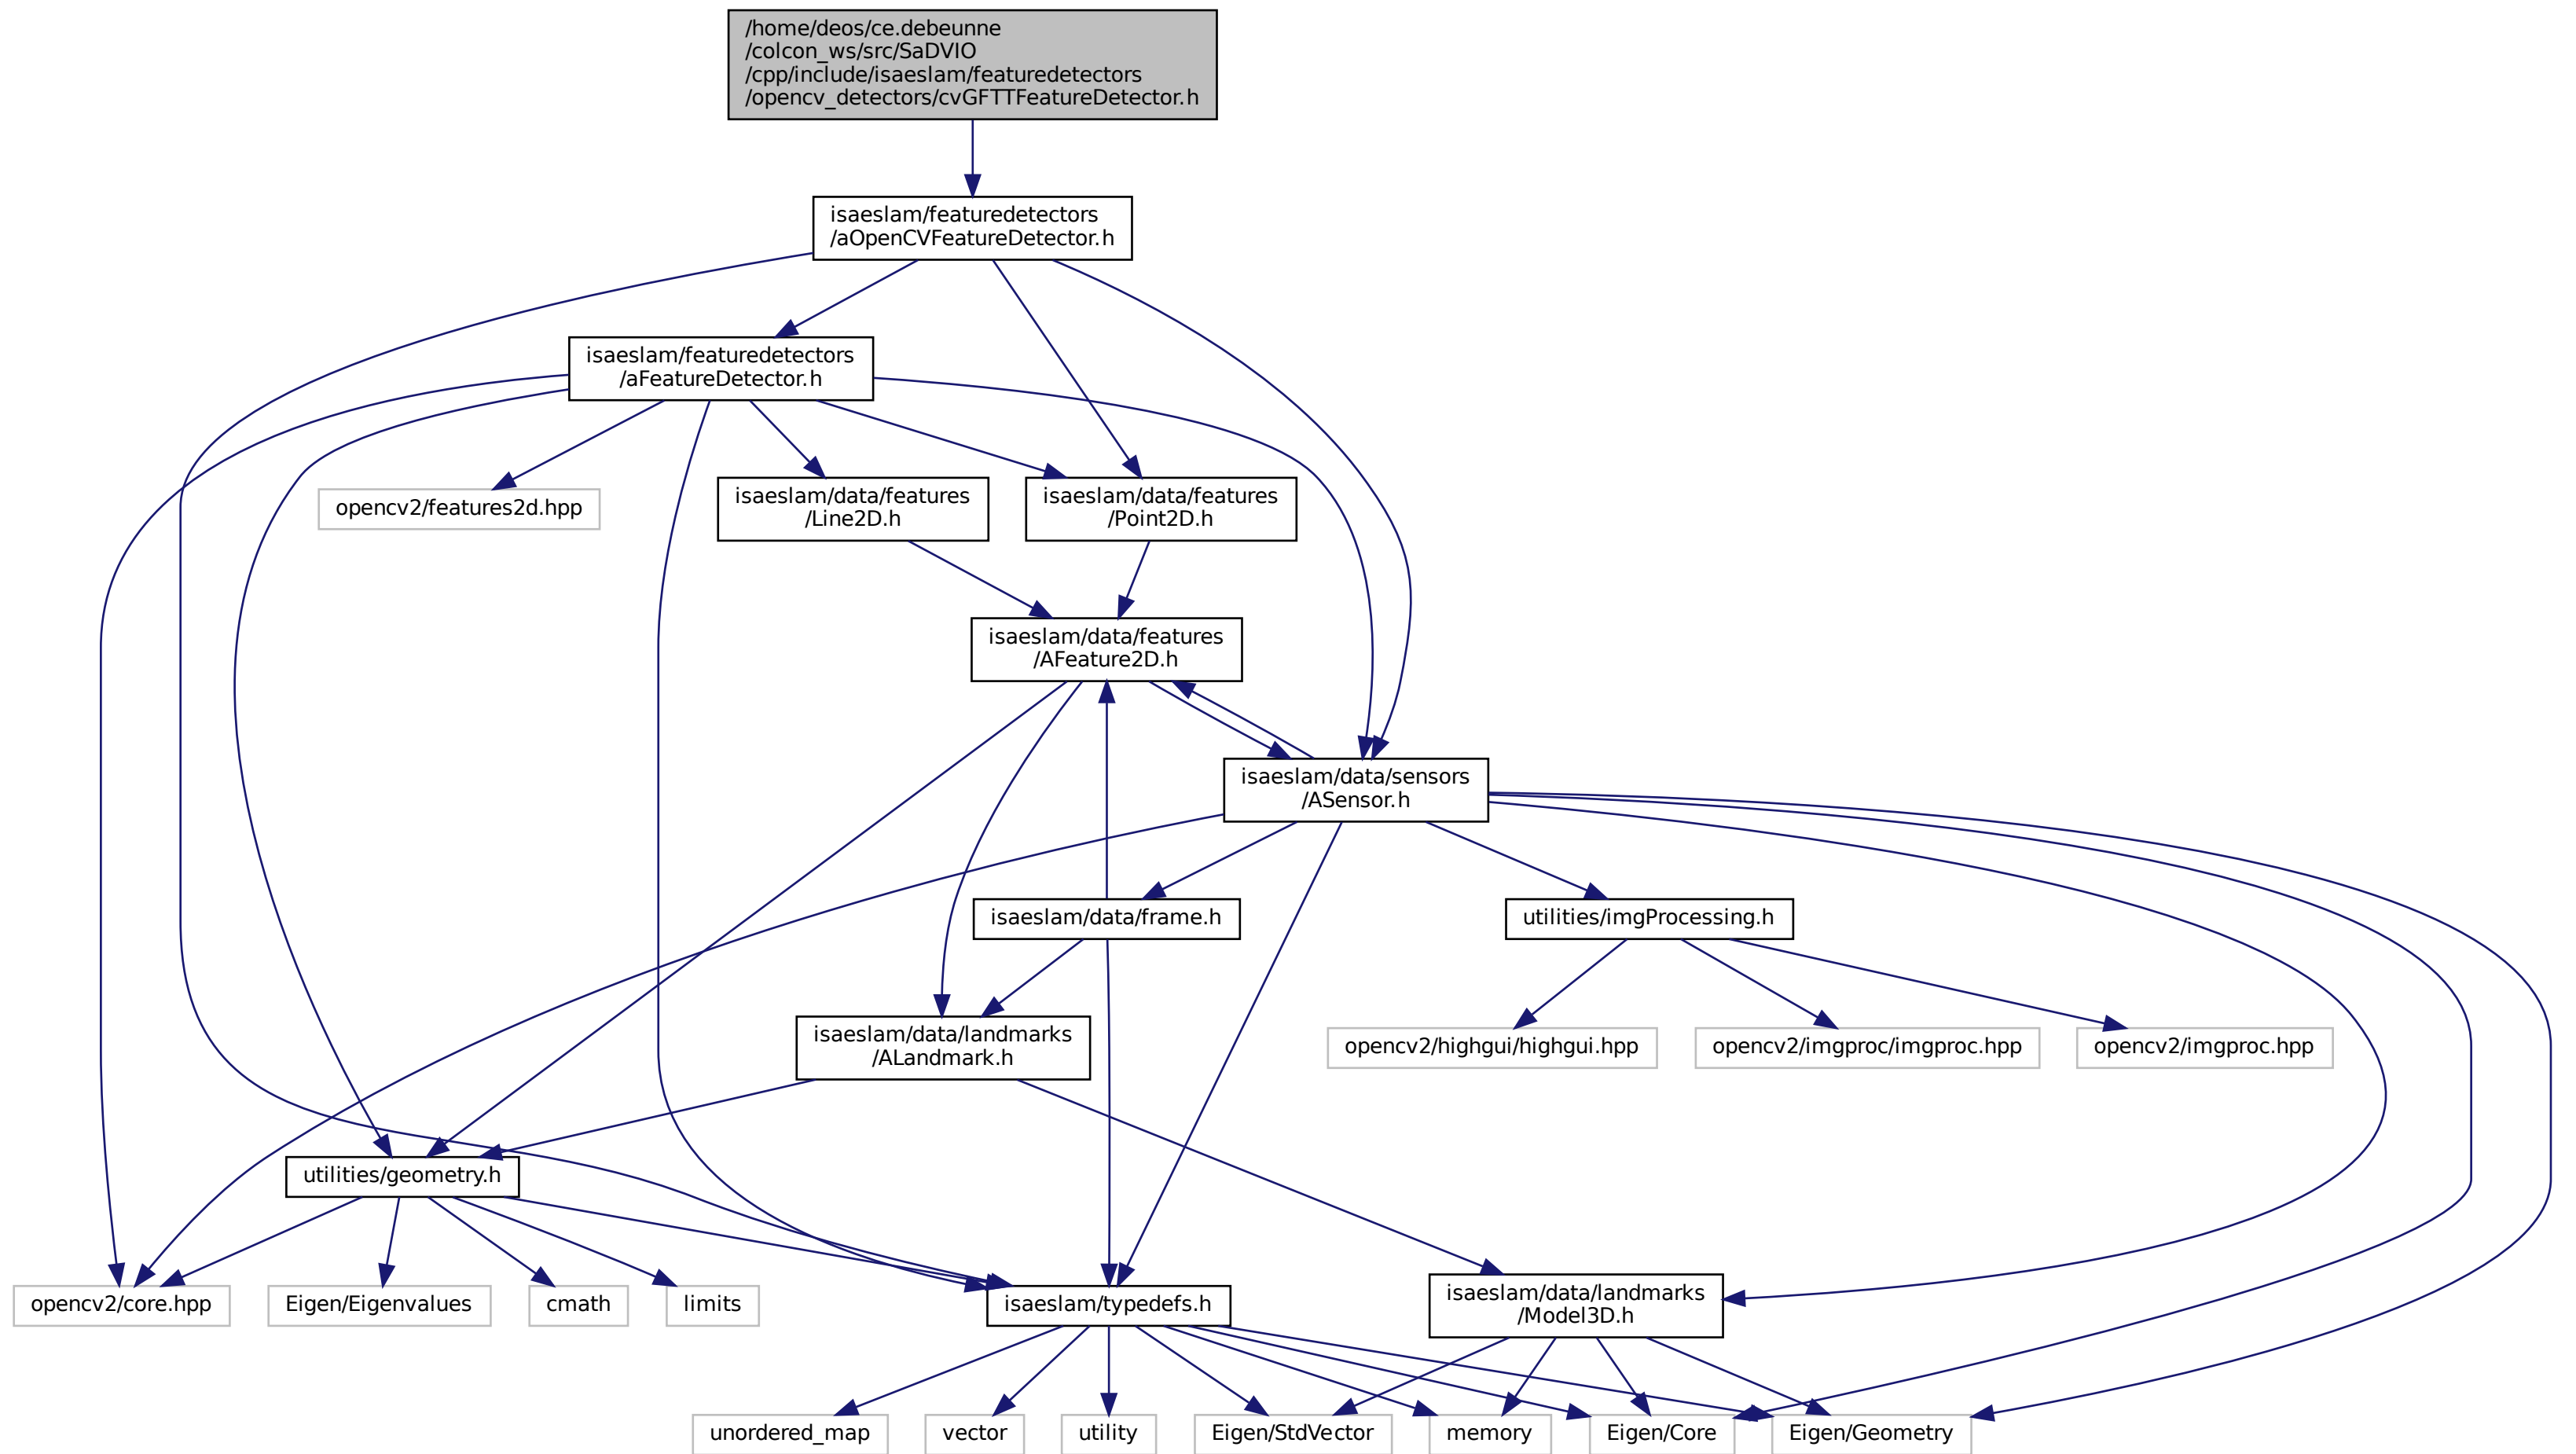 /home/deos/ce.debeunne
/colcon_ws/src/SaDVIO
/cpp/include/isaeslam/featuredetectors
/opencv_detectors/cvGFTTFeatureDetector.h
isaeslam/featuredetectors
/aOpenCVFeatureDetector.h
isaeslam/featuredetectors
/aFeatureDetector.h
opencv2/features2d.hpp
isaeslam/data/features
/Line2D.h
isaeslam/data/features
/Point2D.h
isaeslam/data/features
/AFeature2D.h
isaeslam/data/sensors
/ASensor.h
isaeslam/data/frame.h
utilities/imgProcessing.h
isaeslam/data/landmarks
/ALandmark.h
opencv2/highgui/highgui.hpp
opencv2/imgproc/imgproc.hpp
opencv2/imgproc.hpp
utilities/geometry.h
opencv2/core.hpp
Eigen/Eigenvalues
cmath
limits
isaeslam/typedefs.h
isaeslam/data/landmarks
/Model3D.h
unordered_map
vector
utility
Eigen/StdVector
memory
Eigen/Core
Eigen/Geometry